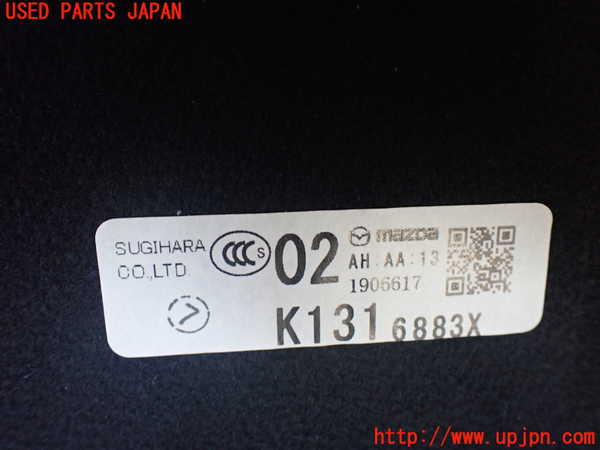 USED PARTS JAPAN
SUGIHARA
CO.,LTD.
CCC S
02
mazda
AH:AA:13
1906617
K131 6883X
http://www.upjpn.com/